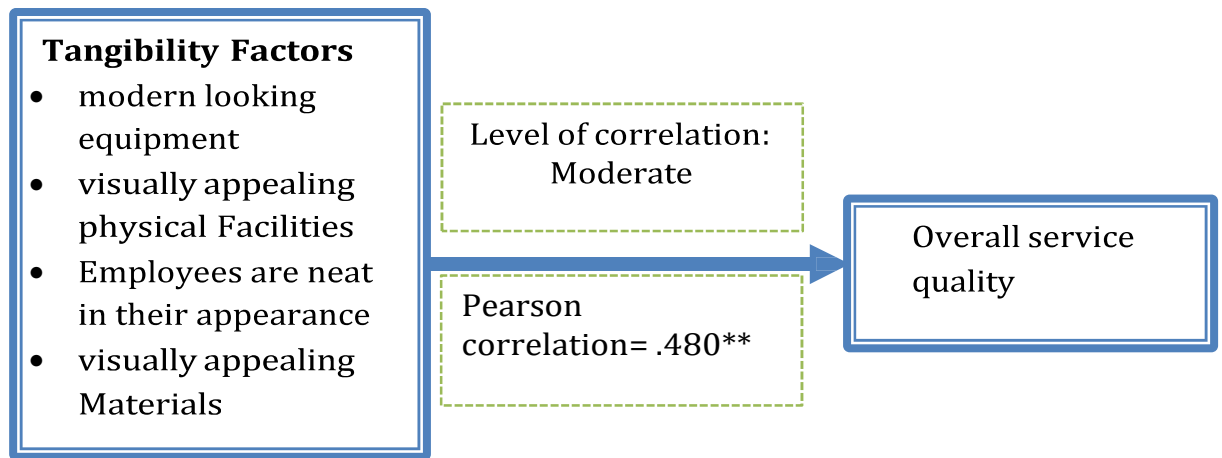 Tangibility Factors
• modern looking
equipment
• visually appealing
physical Facilities
• Employees are neat
in their appearance
• visually appealing
Materials
Level of correlation:
Moderate
Pearson
correlation= .480**
Overall service
quality